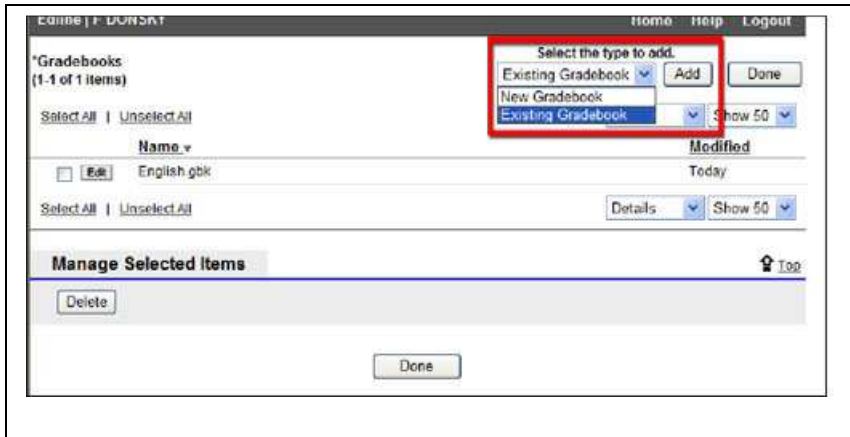 Edline | F DONSKY Home Help Logout
*Gradebooks
(1-1 of 1 items)
Select the type to add.
Existing Gradebook Add Done
New Gradebook
Existing Gradebook
Select All | Unselect All Show 50
Name Modified
Edit English.gbk Today
Select All | Unselect All Details Show 50
Manage Selected Items Top
Delete
Done